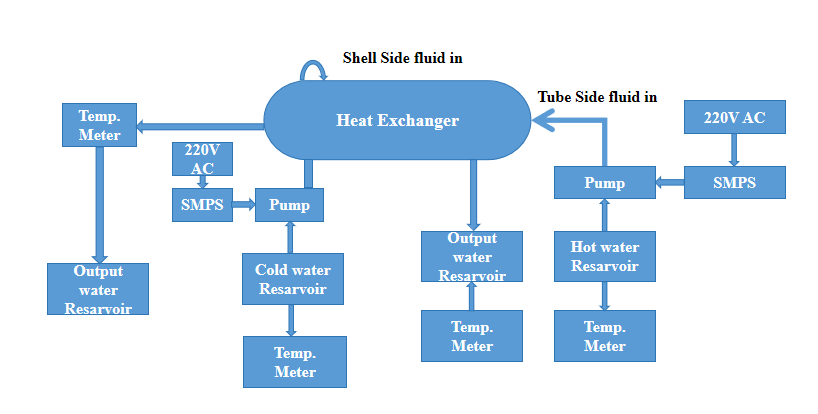 Shell Side fluid in
Tube Side fluid in
Heat Exchanger
Temp.
Meter
220V AC
220V
AC
SMPS
Pump
Pump
SMPS
Output
water
Resarvoir
Cold water
Resarvoir
Output
water
Resarvoir
Hot water
Resarvoir
Temp.
Meter
Temp.
Meter
Temp.
Meter